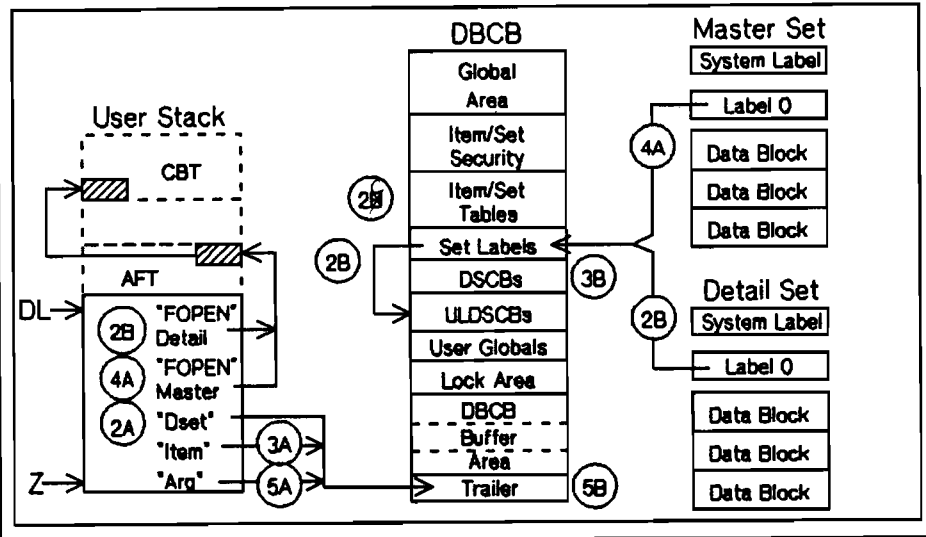 DBCB
Master Set
System Label
Global
Area
Label 0
User Stack
CBT
Item/Set
Security
4A
Data Block
Data Block
Data Block
Item/Set
Tables
Set Labels
2B
3B
DSCBs
AFT
DL
ULDSCBs
Detail Set
System Label
2B
2B
"FOPEN"
Detail
User Globals
Label 0
4A
"FOPEN"
Master
Lock Area
2A
"Dset"
DBCB
Buffer
Area
Data Block
Data Block
Data Block
"Item"
3A
Z
"Arg"
5A
Trailer
5B